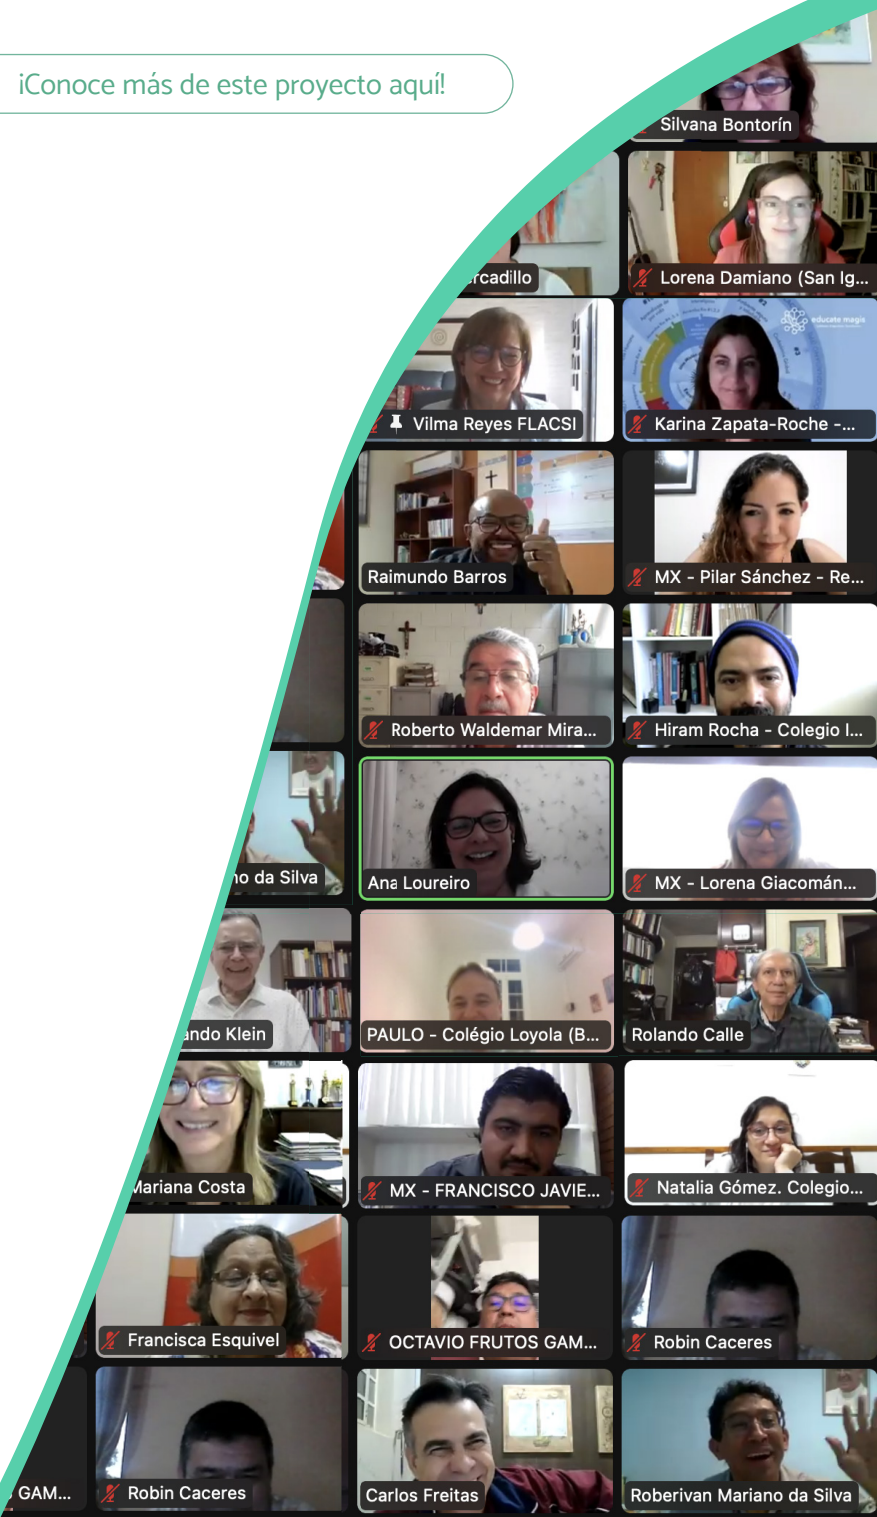 ¡Conoce más de este proyecto aquí!
Silvana Bontorín
rcadillo
Lorena Damiano (San Ig...
educate magis
Vilma Reyes FLACSI
Karina Zapata-Roche -...
Raimundo Barros
MX - Pilar Sánchez - Re...
Roberto Waldemar Mira...
Hiram Rocha - Colegio I...
no da Silva
Ana Loureiro
MX - Lorena Giacomán...
ando Klein
PAULO - Colégio Loyola (B...
Rolando Calle
Mariana Costa
MX - FRANCISCO JAVIE...
Natalia Gómez. Colegio...
Francisca Esquivel
OCTAVIO FRUTOS GAM...
Robin Caceres
GAM...
Robin Caceres
Carlos Freitas
Roberivan Mariano da Silva